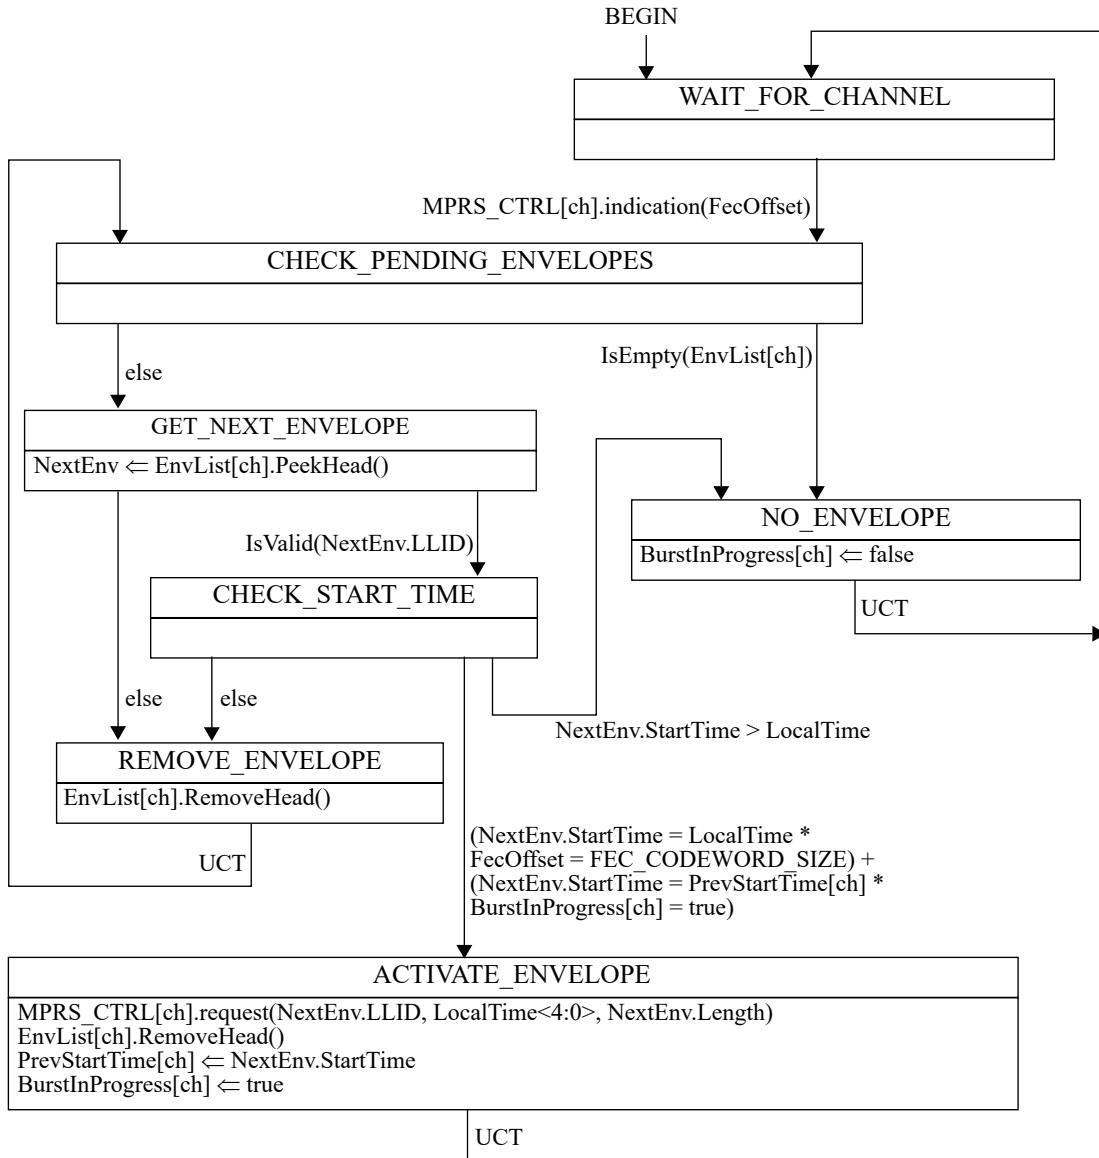 BEGIN
WAIT_FOR_CHANNEL
MPRS_CTRL[ch].indication(FecOffset)
CHECK_PENDING_ENVELOPES
IsEmpty(EnvList[ch])
else
GET_NEXT_ENVELOPE
NextEnv ⇐ EnvList[ch].PeekHead()
NO_ENVELOPE
BurstInProgress[ch] ⇐ false
IsValid(NextEnv.LLID)
CHECK_START_TIME
UCT
else
else
NextEnv.StartTime > LocalTime
REMOVE_ENVELOPE
EnvList[ch].RemoveHead()
UCT
(NextEnv.StartTime = LocalTime *
FecOffset = FEC_CODEWORD_SIZE) +
(NextEnv.StartTime = PrevStartTime[ch] *
BurstInProgress[ch] = true)
ACTIVATE_ENVELOPE
MPRS_CTRL[ch].request(NextEnv.LLID, LocalTime<4:0>, NextEnv.Length)
EnvList[ch].RemoveHead()
PrevStartTime[ch] ⇐ NextEnv.StartTime
BurstInProgress[ch] ⇐ true
UCT